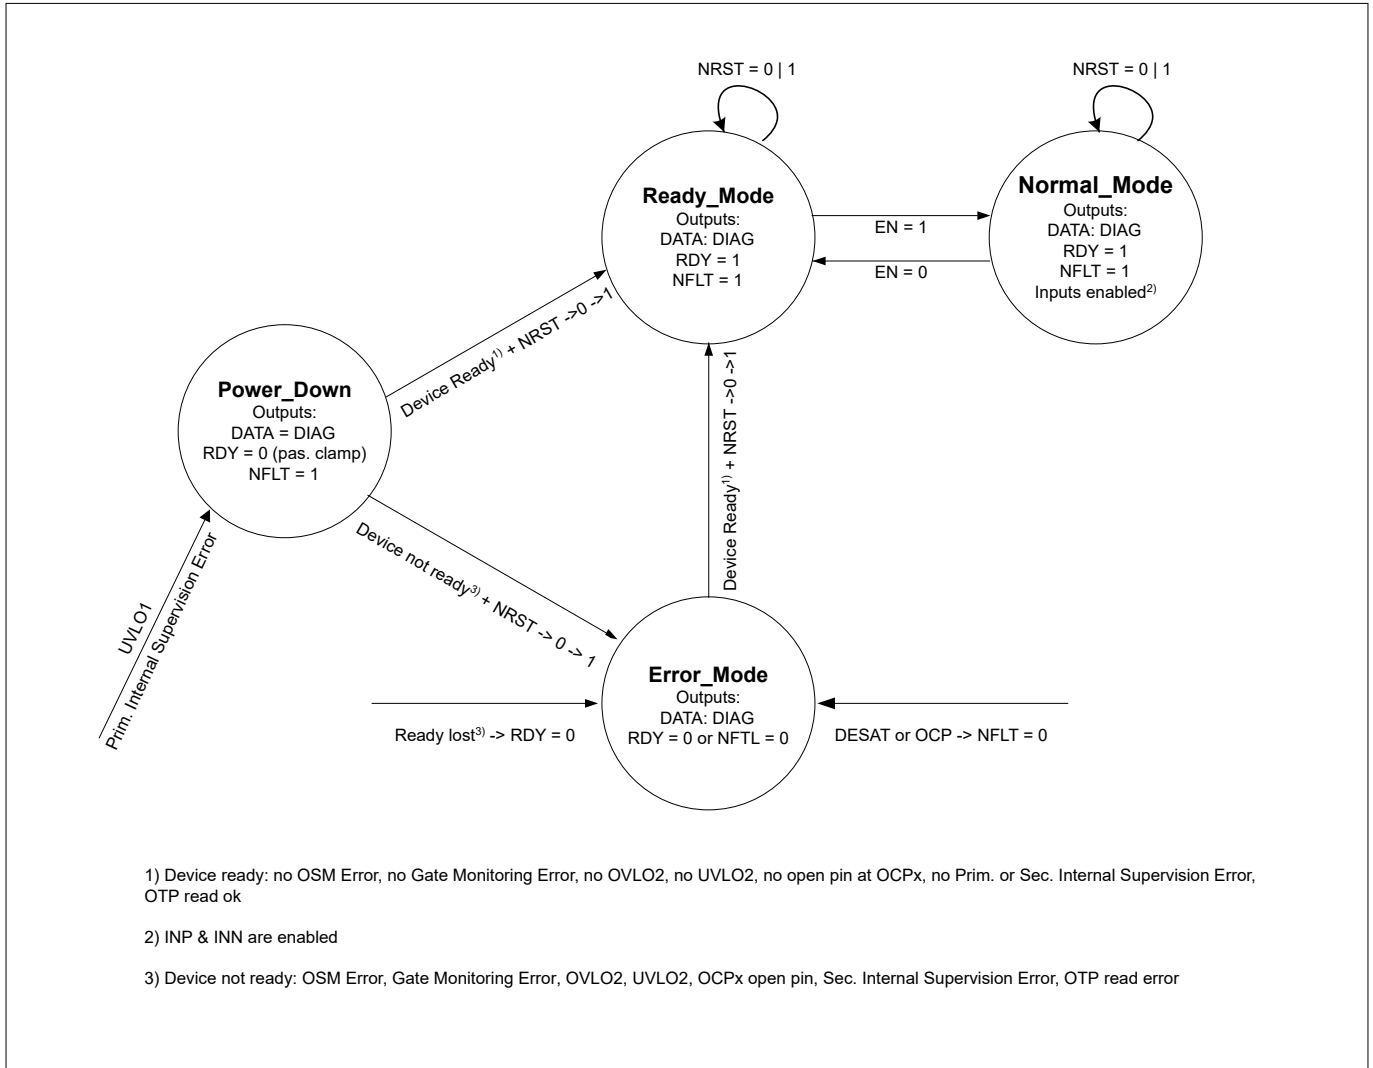 NRST = 0 | 1
NRST = 0 | 1
Ready_Mode
Outputs:
DATA: DIAG
RDY = 1
NFLT = 1
Normal_Mode
Outputs:
DATA: DIAG
RDY = 1
NFLT = 1
Inputs enabled2)
EN = 1
EN = 0
Device Ready1) + NRST ->0 ->1
Power_Down
Outputs:
DATA = DIAG
RDY = 0 (pas. clamp)
NFLT = 1
Device Ready1) + NRST ->0 ->1
Device not ready3) + NRST -> 0 -> 1
UVLO1
Prim. Internal Supervision Error
Error_Mode
Outputs:
DATA: DIAG
RDY = 0 or NFTL = 0
Ready lost3) -> RDY = 0
DESAT or OCP -> NFLT = 0
1) Device ready: no OSM Error, no Gate Monitoring Error, no OVLO2, no UVLO2, no open pin at OCPx, no Prim. or Sec. Internal Supervision Error,
OTP read ok
2) INP & INN are enabled
3) Device not ready: OSM Error, Gate Monitoring Error, OVLO2, UVLO2, OCPx open pin, Sec. Internal Supervision Error, OTP read error